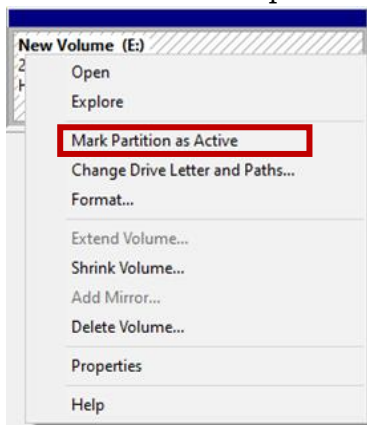 New Volume (E:)
2
H
Open
Explore
Mark Partition as Active
Change Drive Letter and Paths...
Format...
Extend Volume...
Shrink Volume...
Add Mirror...
Delete Volume...
Properties
Help